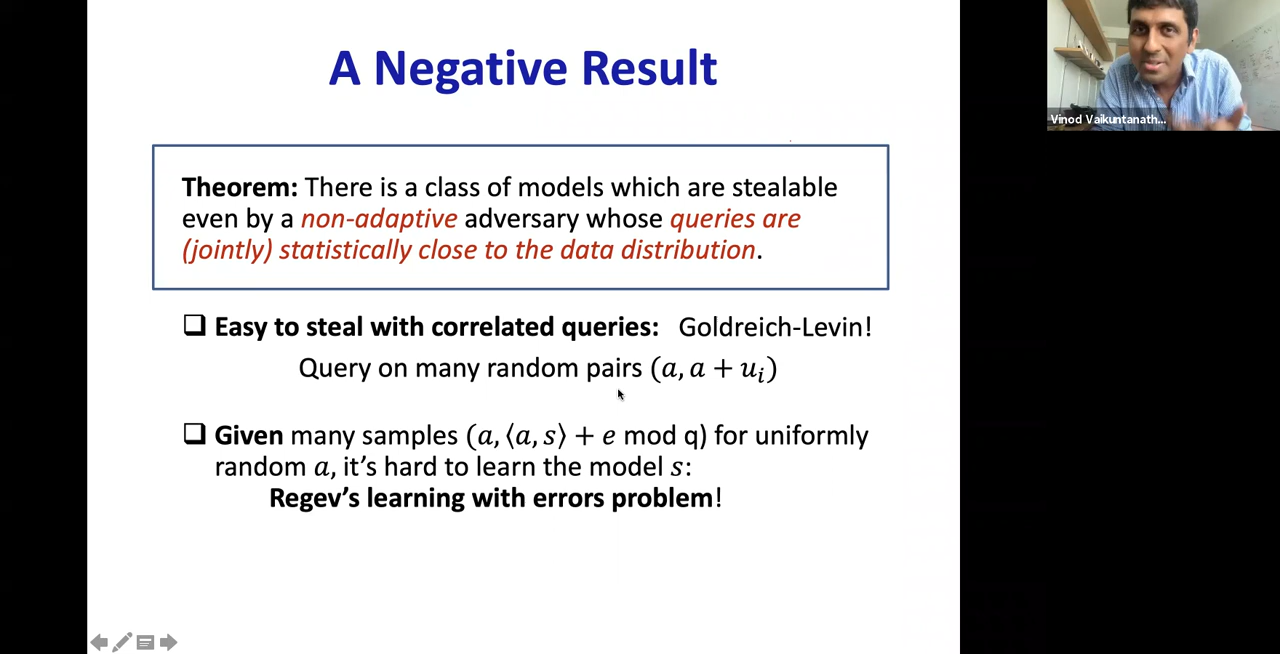 A Negative Result
Vinod Vaikuntanath...
Theorem: There is a class of models which are stealable
even by a non-adaptive adversary whose queries are
(jointly) statistically close to the data distribution.
❑ Easy to steal with correlated queries: Goldreich-Levin!
Query on many random pairs (a, a + uᵢ)
❑ Given many samples (a, ⟨a, s⟩ + e mod q) for uniformly
random a, it's hard to learn the model s:
Regev's learning with errors problem!